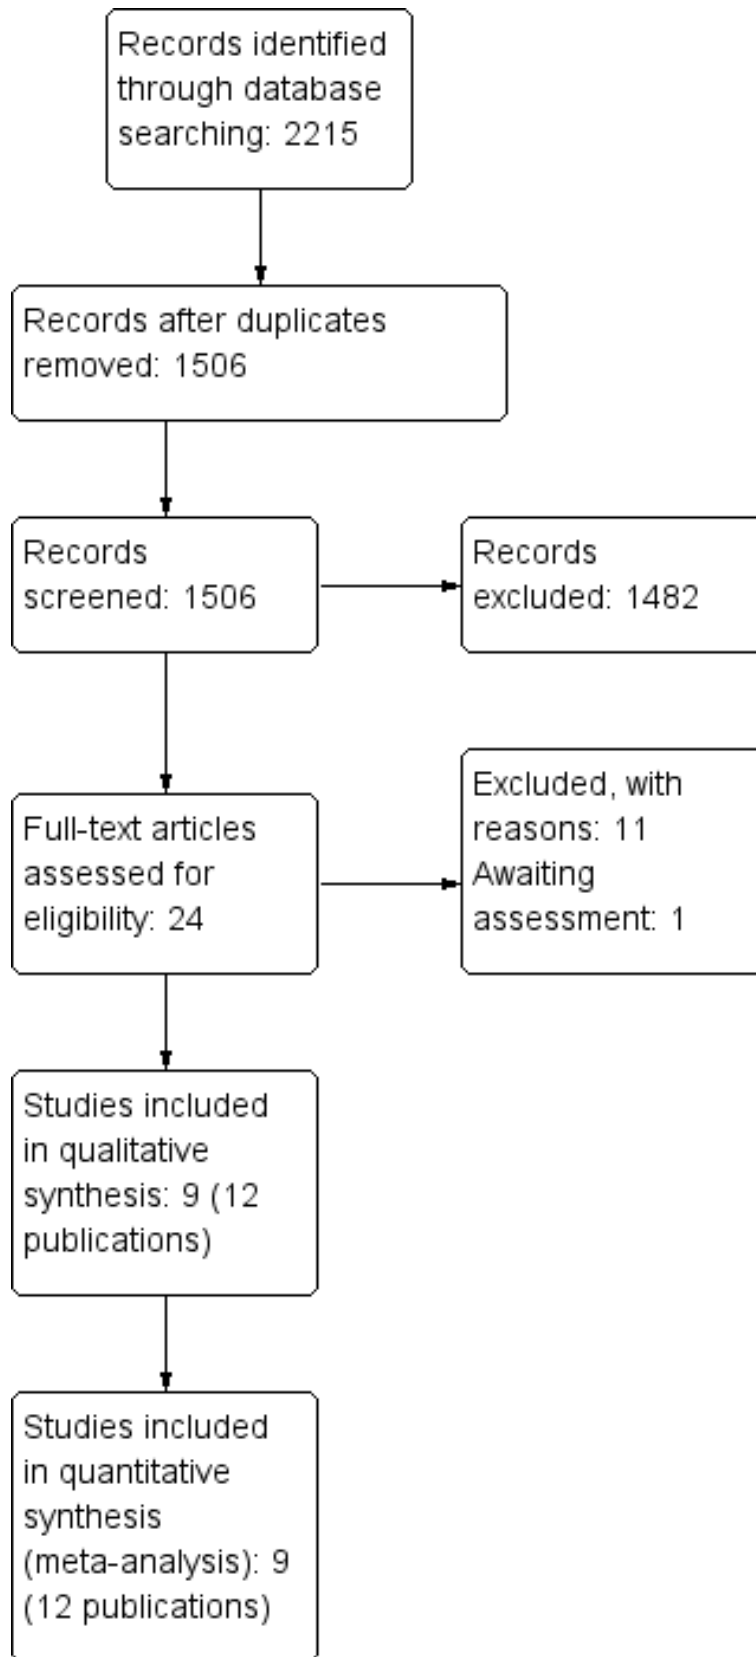 Records identified
through database
searching: 2215
Records after duplicates
removed: 1506
Records
screened: 1506
Records
excluded: 1482
Full-text articles
assessed for
eligibility: 24
Excluded, with
reasons: 11
Awaiting
assessment: 1
Studies included
in qualitative
synthesis: 9 (12
publications)
Studies included
in quantitative
synthesis
(meta-analysis): 9
(12 publications)